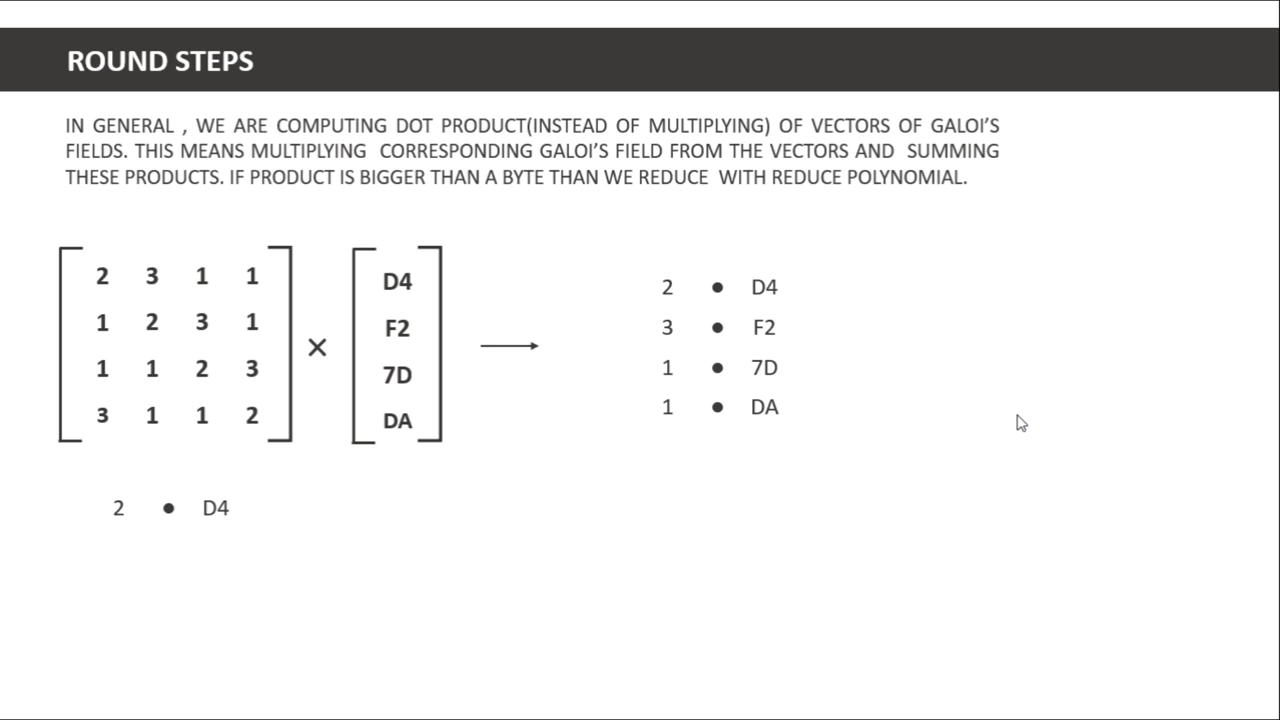 ROUND STEPS
IN GENERAL , WE ARE COMPUTING DOT PRODUCT(INSTEAD OF MULTIPLYING) OF VECTORS OF GALOI'S
FIELDS. THIS MEANS MULTIPLYING CORRESPONDING GALOI'S FIELD FROM THE VECTORS AND SUMMING
THESE PRODUCTS. IF PRODUCT IS BIGGER THAN A BYTE THAN WE REDUCE WITH REDUCE POLYNOMIAL.
2 3 1 1
1 2 3 1
1 1 2 3
3 1 1 2
×
D4
F2
7D
DA
2 ● D4
3 ● F2
1 ● 7D
1 ● DA
2 ● D4